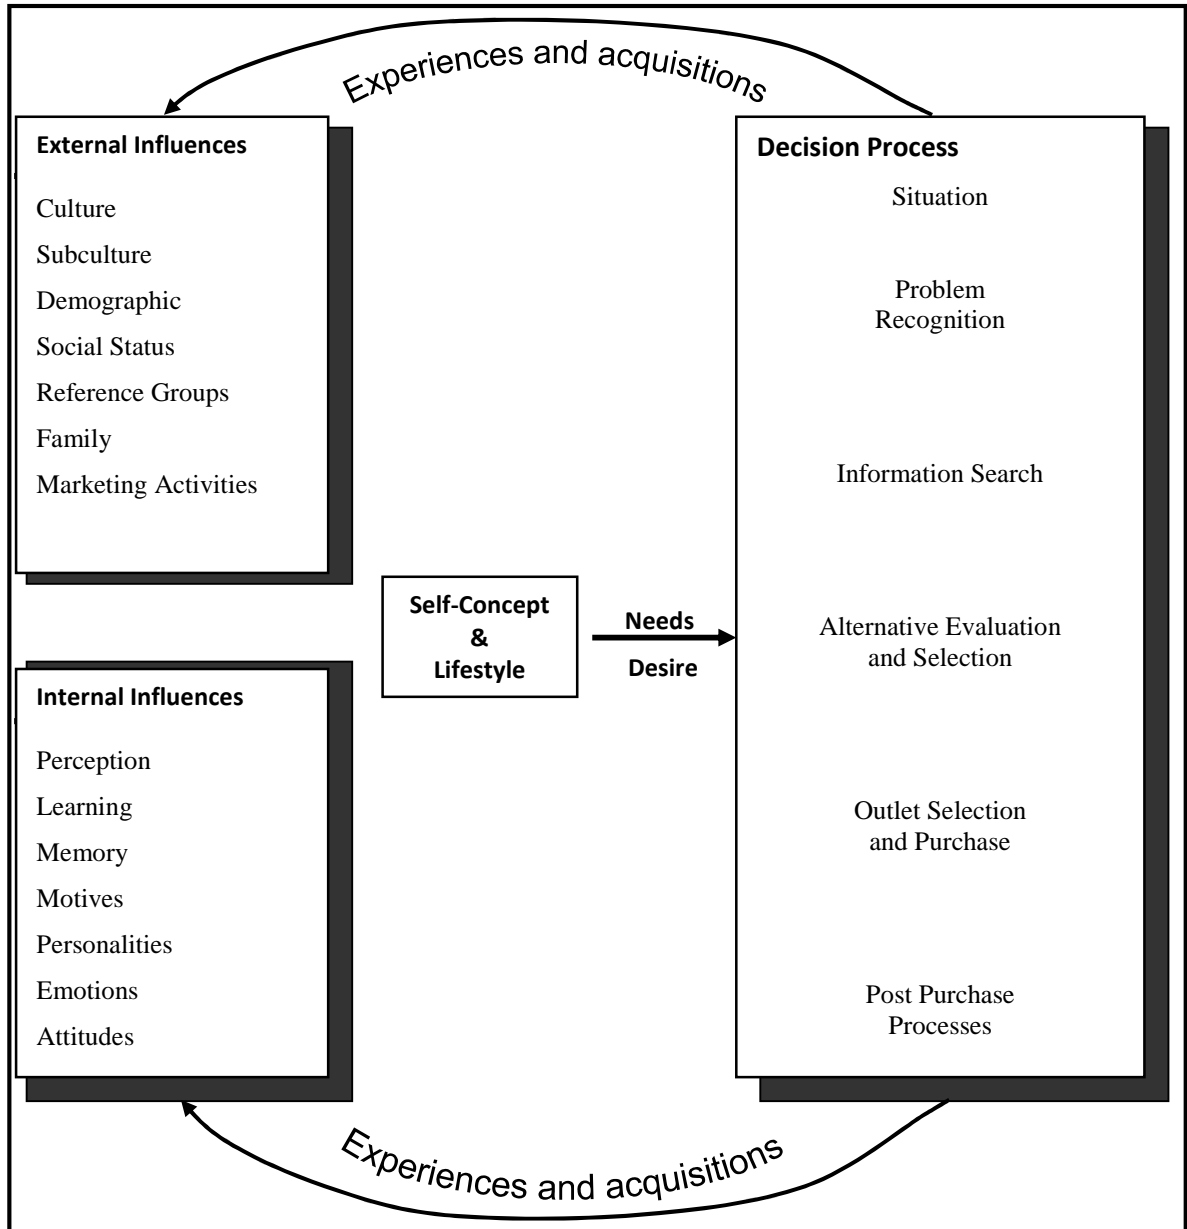 Experiences and acquisitions
External Influences
Culture
Subculture
Demographic
Social Status
Reference Groups
Family
Marketing Activities
Self-Concept
&
Lifestyle
Needs
Desire
Internal Influences
Perception
Learning
Memory
Motives
Personalities
Emotions
Attitudes
Decision Process
Situation
Problem
Recognition
Information Search
Alternative Evaluation
and Selection
Outlet Selection
and Purchase
Post Purchase
Processes
Experiences and acquisitions